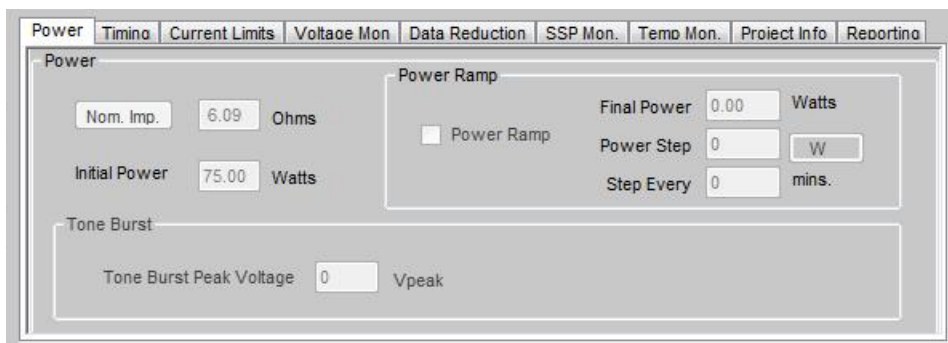 Power Timing Current Limits Voltage Mon Data Reduction SSP Mon. Temp Mon. Project Info Reporting
Power
Power Ramp
Nom. Imp. 6.09 Ohms
Power Ramp
Final Power 0.00 Watts
Power Step 0 W
Step Every 0 mins.
Initial Power 75.00 Watts
Tone Burst
Tone Burst Peak Voltage 0 Vpeak